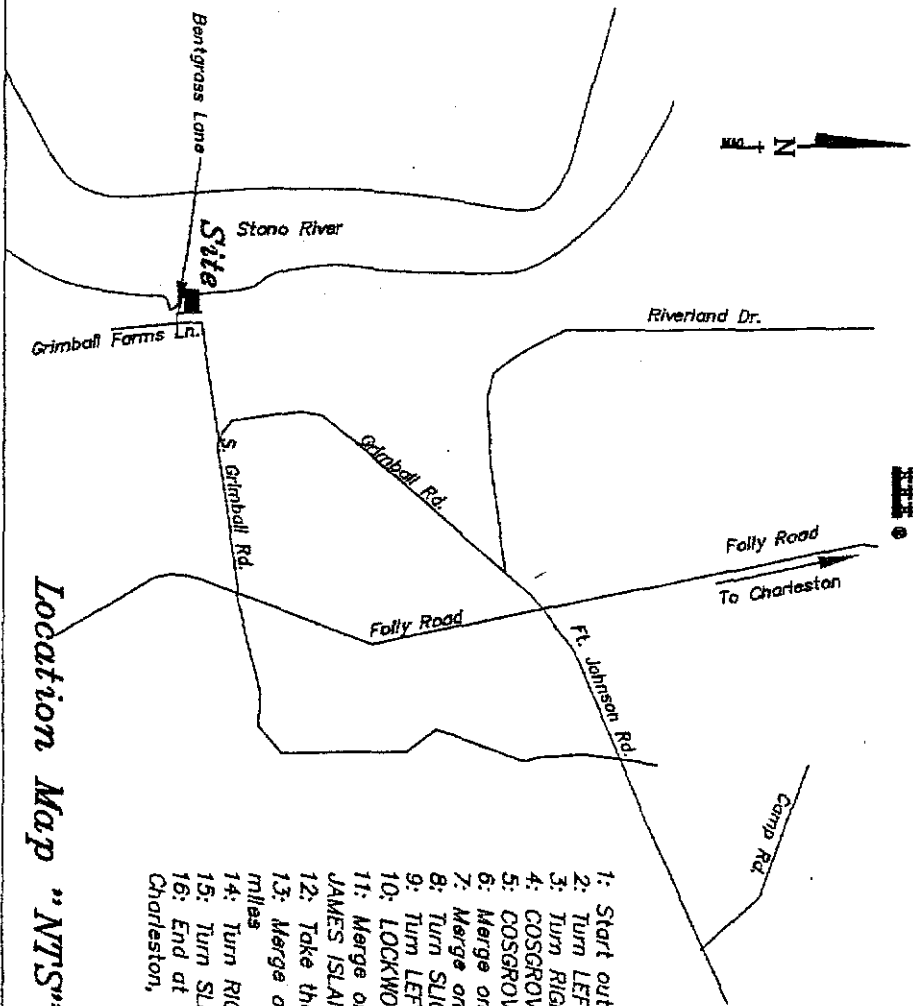 N
Bentgrass Lane
Site
Stono River
Grimball Farms Ln.
Riverland Dr.
Grimball Rd.
S. Grimball Rd.
Folly Road
To Charleston
Folly Road
Ft. Johnson Rd.
Camp Rd.
1: Start out
2: Turn LEF
3: Turn RIG
4: COSGROV
5: COSGROV
6: Merge on
7: Merge on
8: Turn SLIG
9: Turn LEF
10: LOCKWO
11: Merge o
JAMES ISLA
12: Take th
13: Merge o
miles
14: Turn RIG
15: Turn SL
16: End at
Charleston,
Location Map "NTS"